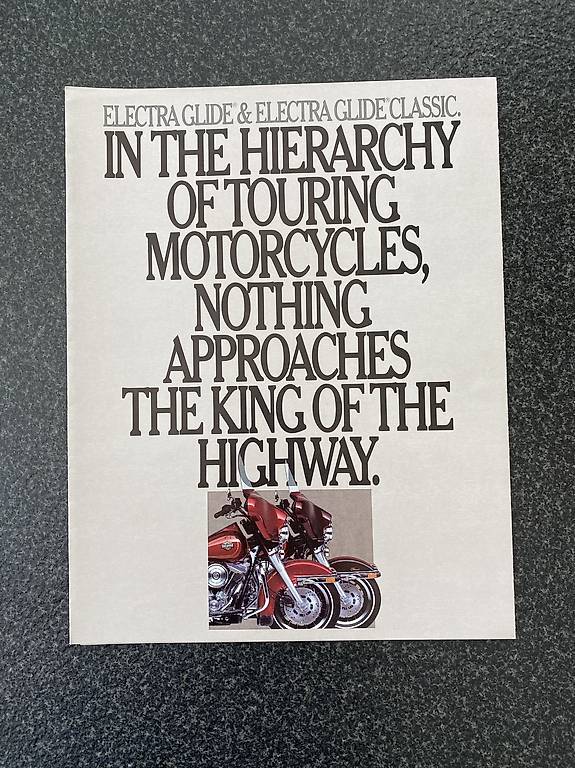 ELECTRA GLIDE® & ELECTRA GLIDE® CLASSIC.
IN THE HIERARCHY
OF TOURING
MOTORCYCLES,
NOTHING
APPROACHES
THE KING OF THE
HIGHWAY.